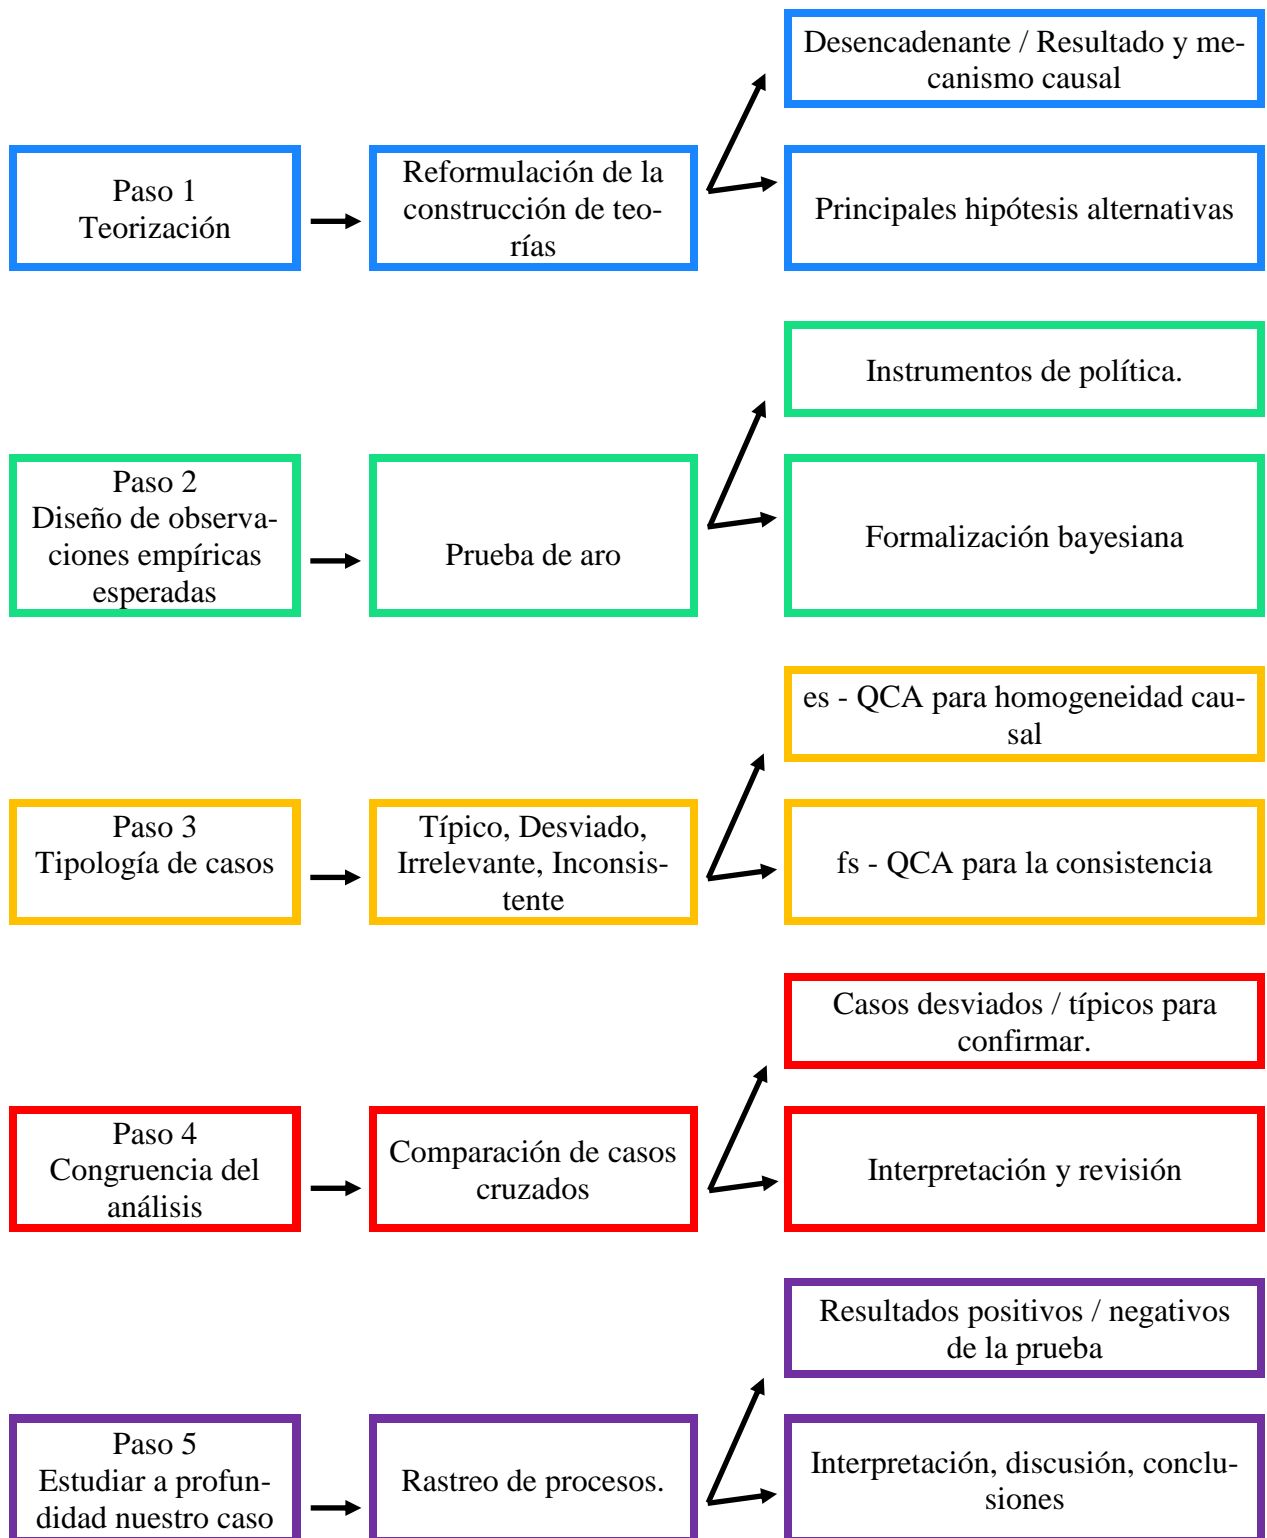 Desencadenante / Resultado y me-
canismo causal
Paso 1
Teorización
Reformulación de la
construcción de teo-
rías
Principales hipótesis alternativas
Instrumentos de política.
Paso 2
Diseño de observa-
ciones empíricas
esperadas
Prueba de aro
Formalización bayesiana
es - QCA para homogeneidad cau-
sal
Paso 3
Tipología de casos
Típico, Desviado,
Irrelevante, Inconsis-
tente
fs - QCA para la consistencia
Casos desviados / típicos para
confirmar.
Paso 4
Congruencia del
análisis
Comparación de casos
cruzados
Interpretación y revisión
Resultados positivos / negativos
de la prueba
Paso 5
Estudiar a profun-
didad nuestro caso
Rastreo de procesos.
Interpretación, discusión, conclu-
siones